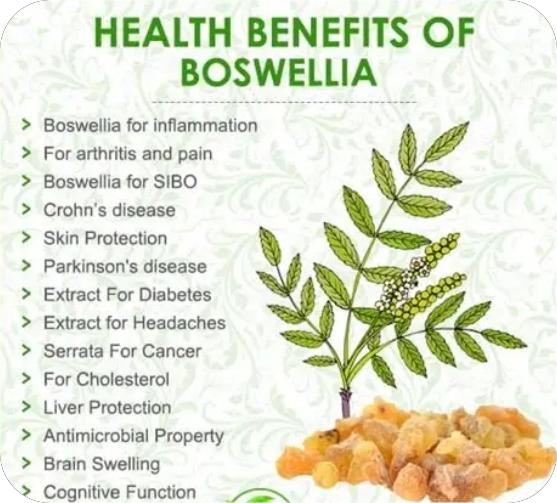 HEALTH BENEFITS OF
BOSWELLIA
Boswellia for inflammation
For arthritis and pain
Boswellia for SIBO
Crohn's disease
Skin Protection
Parkinson's disease
Extract For Diabetes
Extract for Headaches
Serrata For Cancer
For Cholesterol
Liver Protection
Antimicrobial Property
Brain Swelling
Cognitive Function